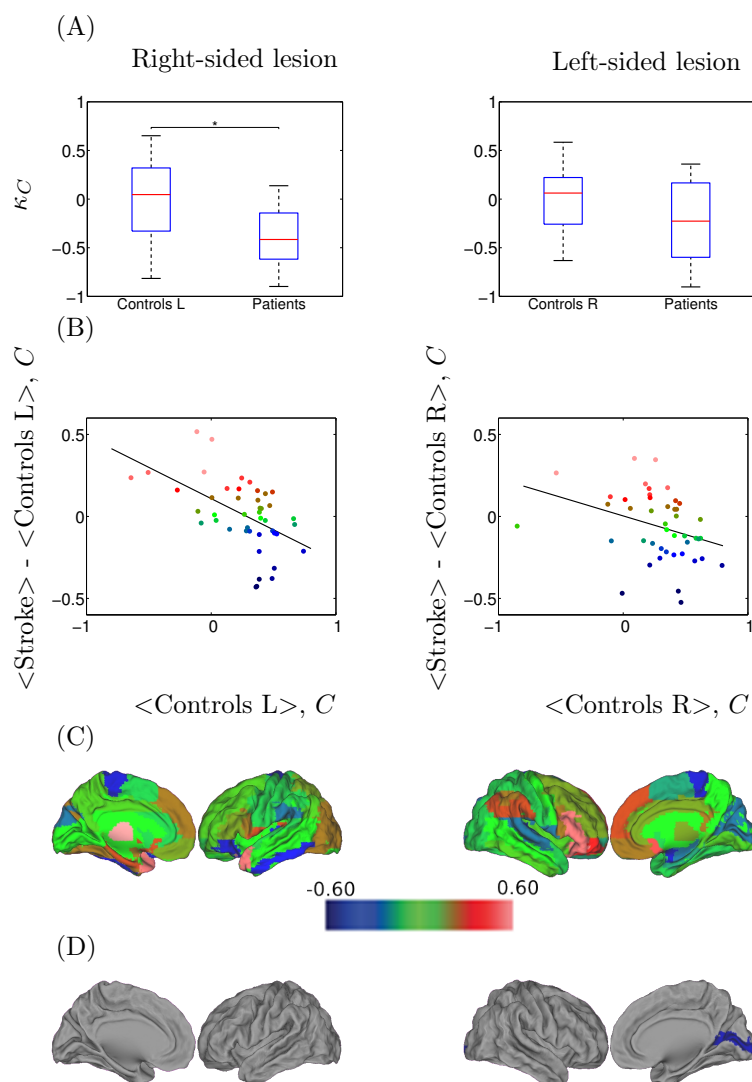 (A)
Right-sided lesion
Left-sided lesion
κC
1
0.5
0
−0.5
−1
Controls L
Patients
*
1
0.5
0
−0.5
−1
Controls R
Patients
(B)
<Stroke> - <Controls L>, C
0.5
0
−0.5
−1
0
1
<Controls L>, C
<Stroke> - <Controls R>, C
0.5
0
−0.5
−1
0
1
<Controls R>, C
(C)
-0.60
0.60
(D)